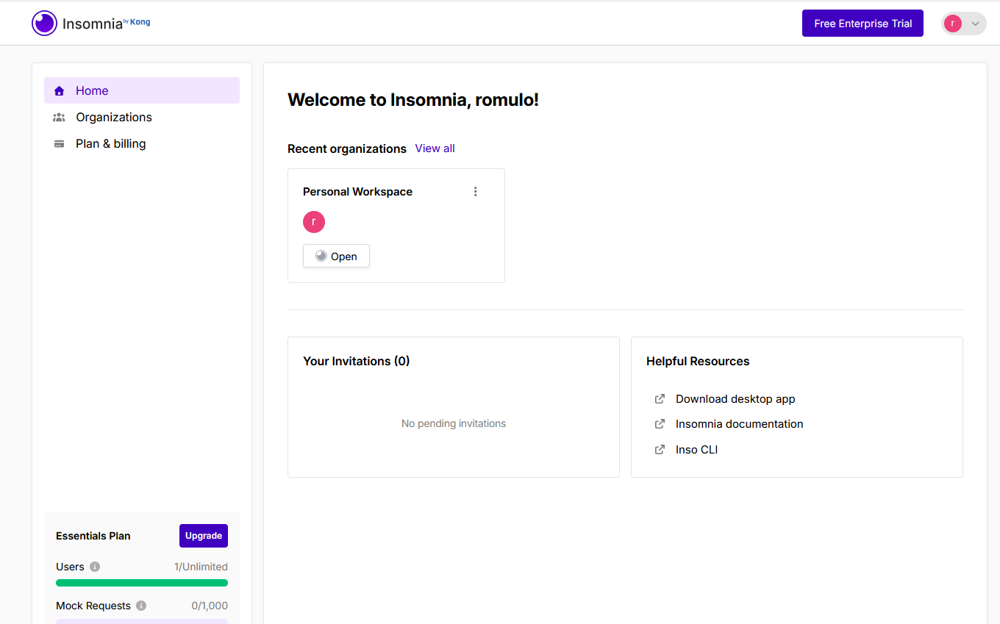 Insomnia by Kong
Free Enterprise Trial
r
Home
Organizations
Plan & billing
Welcome to Insomnia, romulo!
Recent organizations View all
Personal Workspace
r
Open
Your Invitations (0)
No pending invitations
Helpful Resources
Download desktop app
Insomnia documentation
Inso CLI
Essentials Plan Upgrade
Users 1/Unlimited
Mock Requests 0/1,000